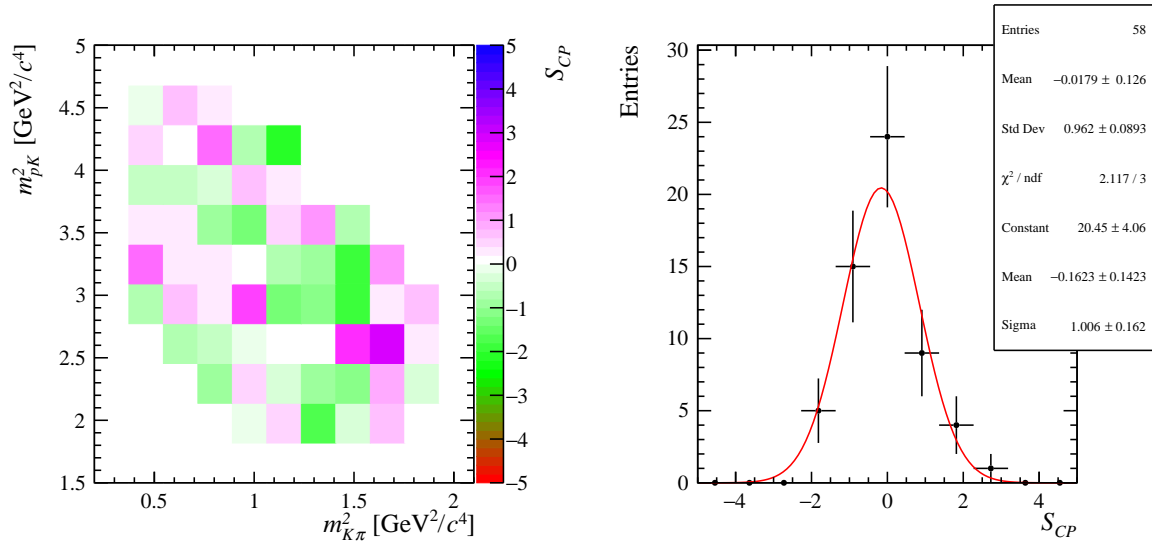 m²pK [GeV²/c⁴]
5
4.5
4
3.5
3
2.5
2
1.5
0.5
1
1.5
2
m²Kπ [GeV²/c⁴]
SCP
5
4
3
2
1
0
−1
−2
−3
−4
−5
Entries
30
25
20
15
10
5
0
−4
−2
0
2
4
SCP
Entries 58
Mean −0.0179 ± 0.126
Std Dev 0.962 ± 0.0893
χ² / ndf 2.117 / 3
Constant 20.45 ± 4.06
Mean −0.1623 ± 0.1423
Sigma 1.006 ± 0.162